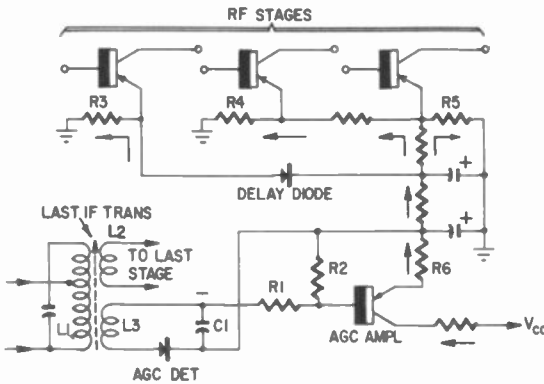 RF STAGES
R3
R4
R5
DELAY DIODE
+
LAST IF TRANS
L2
TO LAST
STAGE
+
R2
R6
R1
−
L1
L3
C1
AGC DET
AGC AMPL
VCC